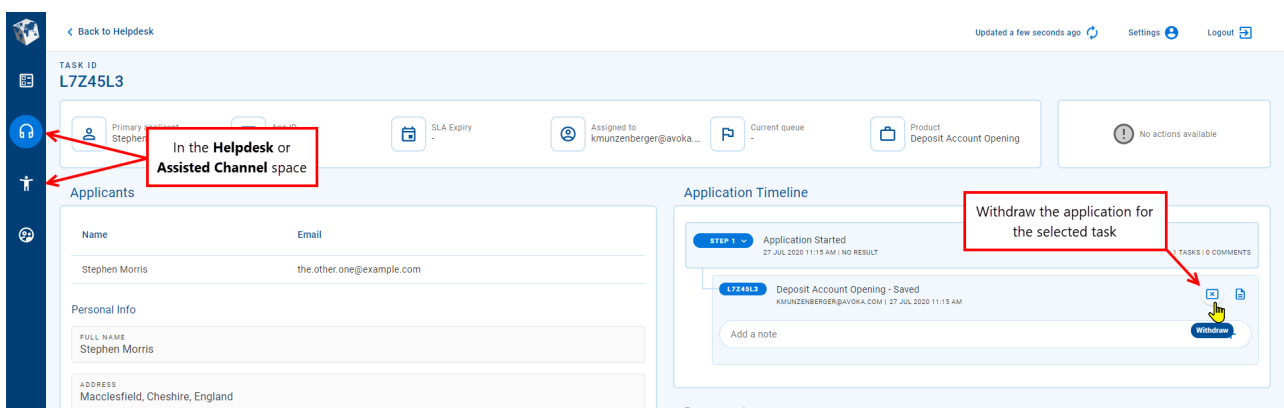 Back to Helpdesk
Updated a few seconds ago
Settings
Logout
TASK ID
L7Z45L3
Primary applicant
Stephen
App ID
SLA Expiry
-
Assigned to
kmunzenberger@avoka....
Current queue
-
Product
Deposit Account Opening
No actions available
In the Helpdesk or
Assisted Channel space
Applicants
Name
Email
Stephen Morris
the.other.one@example.com
Personal Info
FULL NAME
Stephen Morris
ADDRESS
Macclesfield, Cheshire, England
Application Timeline
Withdraw the application for
the selected task
STEP 1
Application Started
27 JUL 2020 11:15 AM | NO RESULT
1 TASKS | 0 COMMENTS
L7Z45L3
Deposit Account Opening - Saved
KMUNZENBERGER@AVOKA.COM | 27 JUL 2020 11:15 AM
Add a note
Withdraw